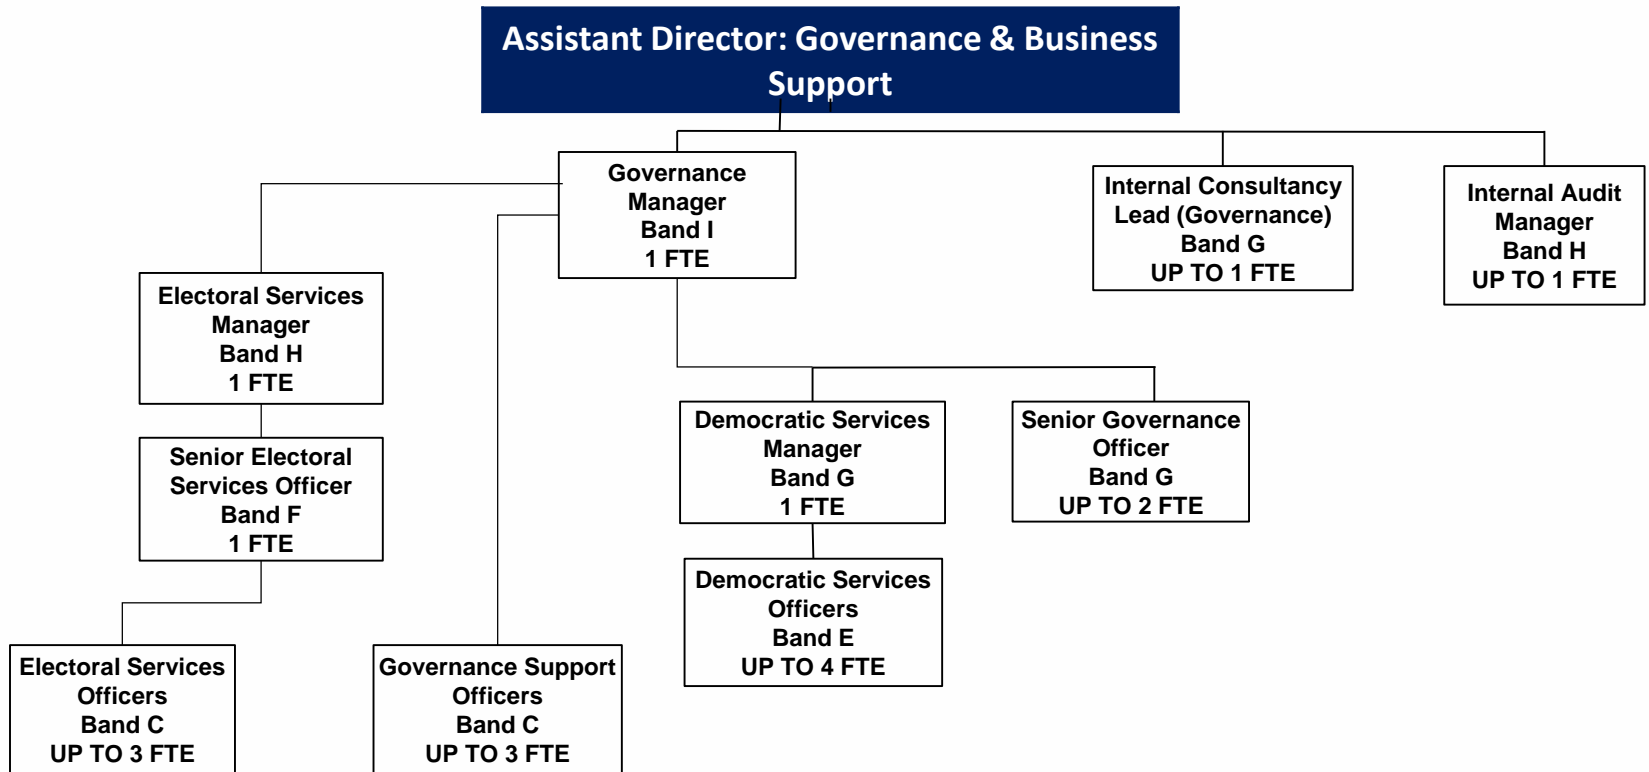 Assistant Director: Governance & Business
Support
Governance
Manager
Band I
1 FTE
Internal Consultancy
Lead (Governance)
Band G
UP TO 1 FTE
Internal Audit
Manager
Band H
UP TO 1 FTE
Electoral Services
Manager
Band H
1 FTE
Senior Electoral
Services Officer
Band F
1 FTE
Democratic Services
Manager
Band G
1 FTE
Senior Governance
Officer
Band G
UP TO 2 FTE
Democratic Services
Officers
Band E
UP TO 4 FTE
Electoral Services
Officers
Band C
UP TO 3 FTE
Governance Support
Officers
Band C
UP TO 3 FTE